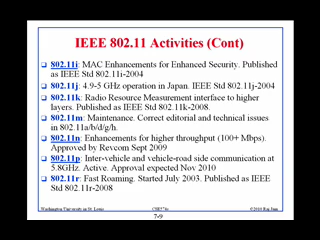 IEEE 802.11 Activities (Cont)
802.11i: MAC Enhancements for Enhanced Security. Published
as IEEE Std 802.11i-2004
802.11j: 4.9-5 GHz operation in Japan. IEEE Std 802.11j-2004
802.11k: Radio Resource Measurement interface to higher
layers. Published as IEEE Std 802.11k-2008.
802.11m: Maintenance. Correct editorial and technical issues
in 802.11a/b/d/g/h.
802.11n: Enhancements for higher throughput (100+ Mbps).
Approved by Revcom Sept 2009
802.11p: Inter-vehicle and vehicle-road side communication at
5.8GHz. Active. Approval expected Nov 2010
802.11r: Fast Roaming. Started July 2003. Published as IEEE
Std 802.11r-2008
Washington University in St. Louis
CSE574s
©2010 Raj Jain
7-9